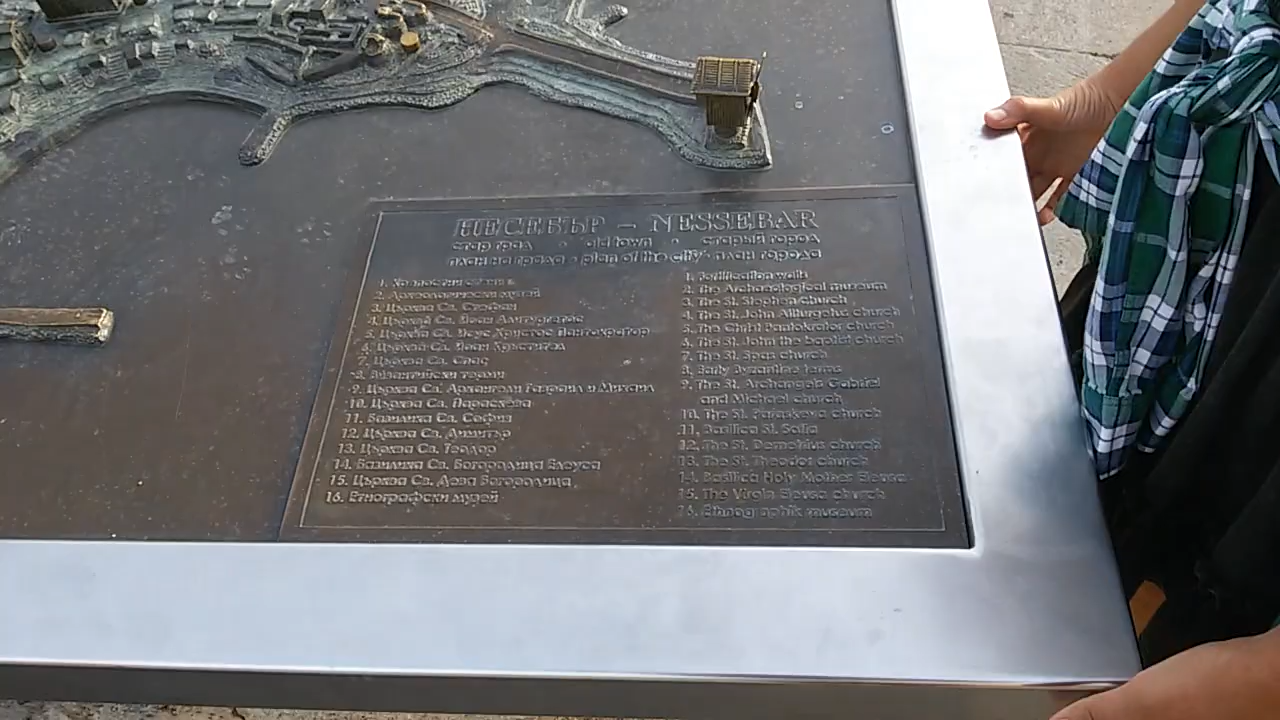 НЕСЕБЪР – NESSEBAR
стар град • old town • старый город
план на града • plan of the city • план города
2. Археологически музей
3. Църква Св. Стефан
4. Църква Св. Йоан Алитургетос
5. Църква Св. Исус Христос Пантократор
6. Църква Св. Йоан Кръстител
7. Църква Св. Спас
8. Византийски терми
9. Църква Св. Архангели Гавраил и Михаил
10. Църква Св. Параскева
11. Базилика Св. София
12. Църква Св. Димитър
13. Църква Св. Теодор
14. Базилика Св. Богородица Елеуса
15. Църква Св. Дева Богородица
16. Етнографски музей
1. Fortification walls
2. The Archaeological museum
3. The St. Stephen church
4. The St. John Aliturgetus church
5. The Christ Pantokrator church
6. The St. John the baptist church
7. The St. Spas church
8. Early Byzantine terms
9. The St. Archangels Gabriel
and Michael church
10. The St. Paraskeva church
11. Basilica St. Sofia
12. The St. Demetrius church
13. The St. Theodor church
14. Basilica Holy Mother Eleusa
15. The Virgin Eleusa church
16. Ethnographik museum